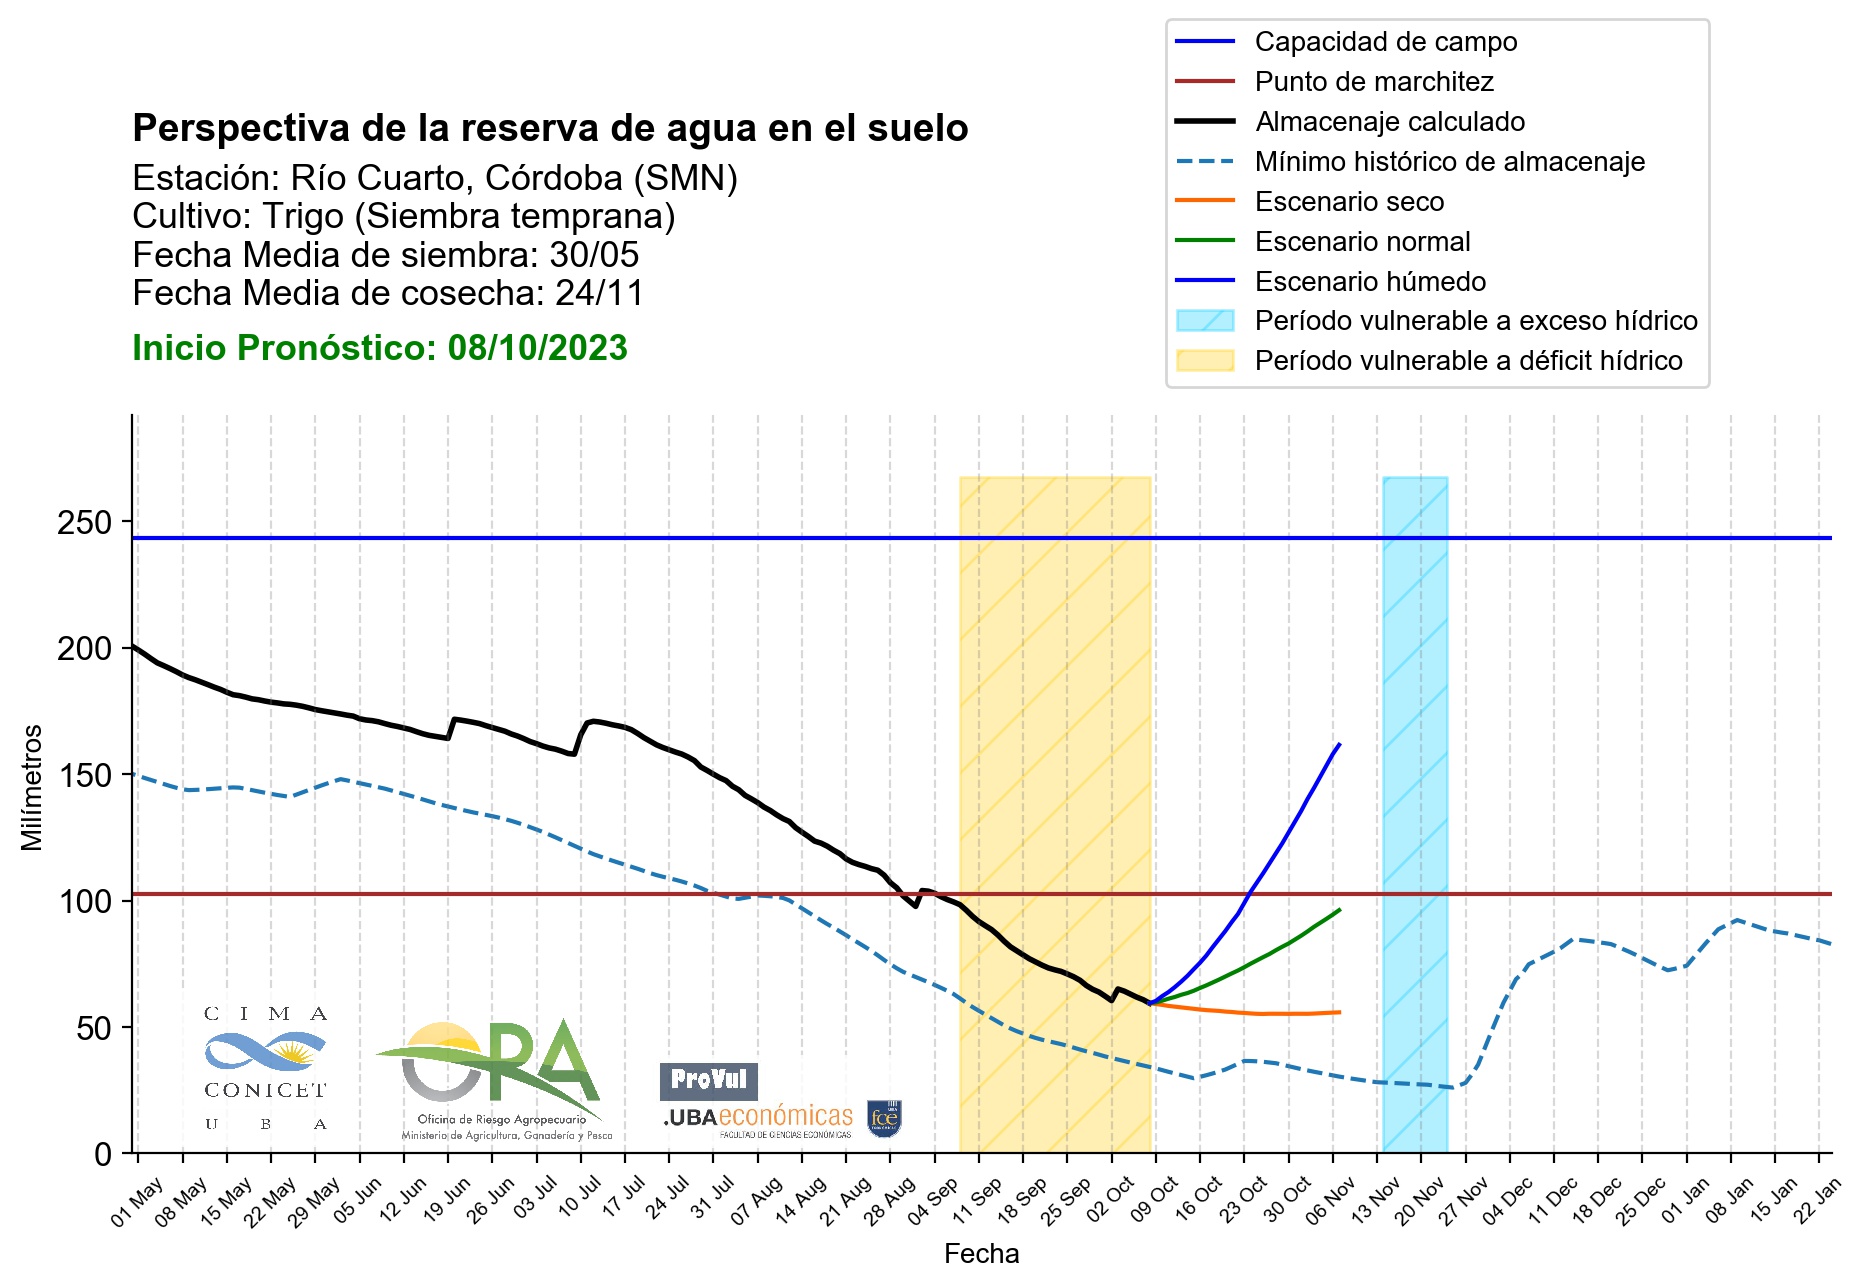 Capacidad de campo
Punto de marchitez
Almacenaje calculado
Mínimo histórico de almacenaje
Escenario seco
Escenario normal
Escenario húmedo
Período vulnerable a exceso hídrico
Período vulnerable a déficit hídrico
Perspectiva de la reserva de agua en el suelo
Estación: Río Cuarto, Córdoba (SMN)
Cultivo: Trigo (Siembra temprana)
Fecha Media de siembra: 30/05
Fecha Media de cosecha: 24/11
Inicio Pronóstico: 08/10/2023
Milímetros
250
200
150
100
50
0
C I M A
CONICET
U B A
ORA
Oficina de Riesgo Agropecuario
Ministerio de Agricultura, Ganadería y Pesca
ProVul
.UBAeconómicas
FACULTAD DE CIENCIAS ECONÓMICAS
fce
01 May
08 May
15 May
22 May
29 May
05 Jun
12 Jun
19 Jun
26 Jun
03 Jul
10 Jul
17 Jul
24 Jul
31 Jul
07 Aug
14 Aug
21 Aug
28 Aug
04 Sep
11 Sep
18 Sep
25 Sep
02 Oct
09 Oct
16 Oct
23 Oct
30 Oct
06 Nov
13 Nov
20 Nov
27 Nov
04 Dec
11 Dec
18 Dec
25 Dec
01 Jan
08 Jan
15 Jan
22 Jan
Fecha